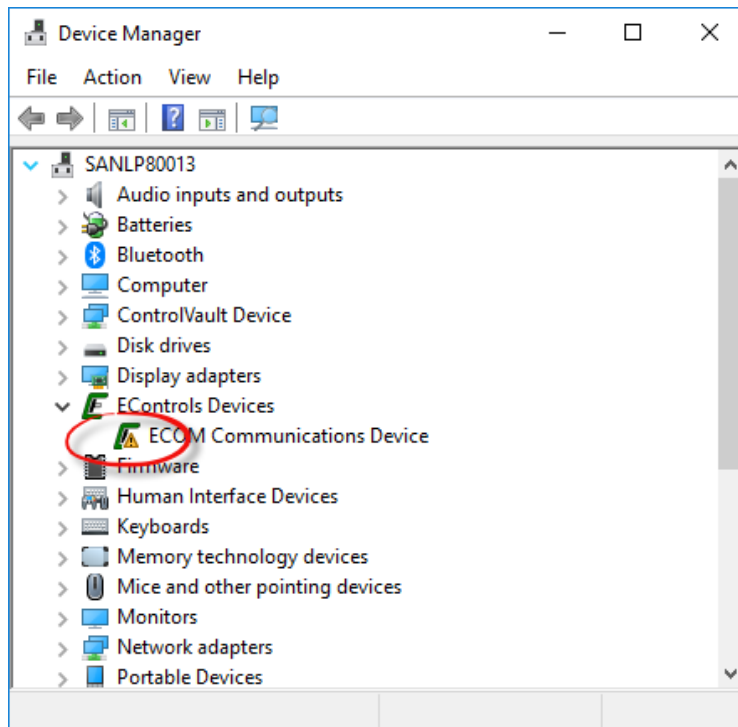 Device Manager
File Action View Help
SANLP80013
Audio inputs and outputs
Batteries
Bluetooth
Computer
ControlVault Device
Disk drives
Display adapters
EControls Devices
ECOM Communications Device
Firmware
Human Interface Devices
Keyboards
Memory technology devices
Mice and other pointing devices
Monitors
Network adapters
Portable Devices